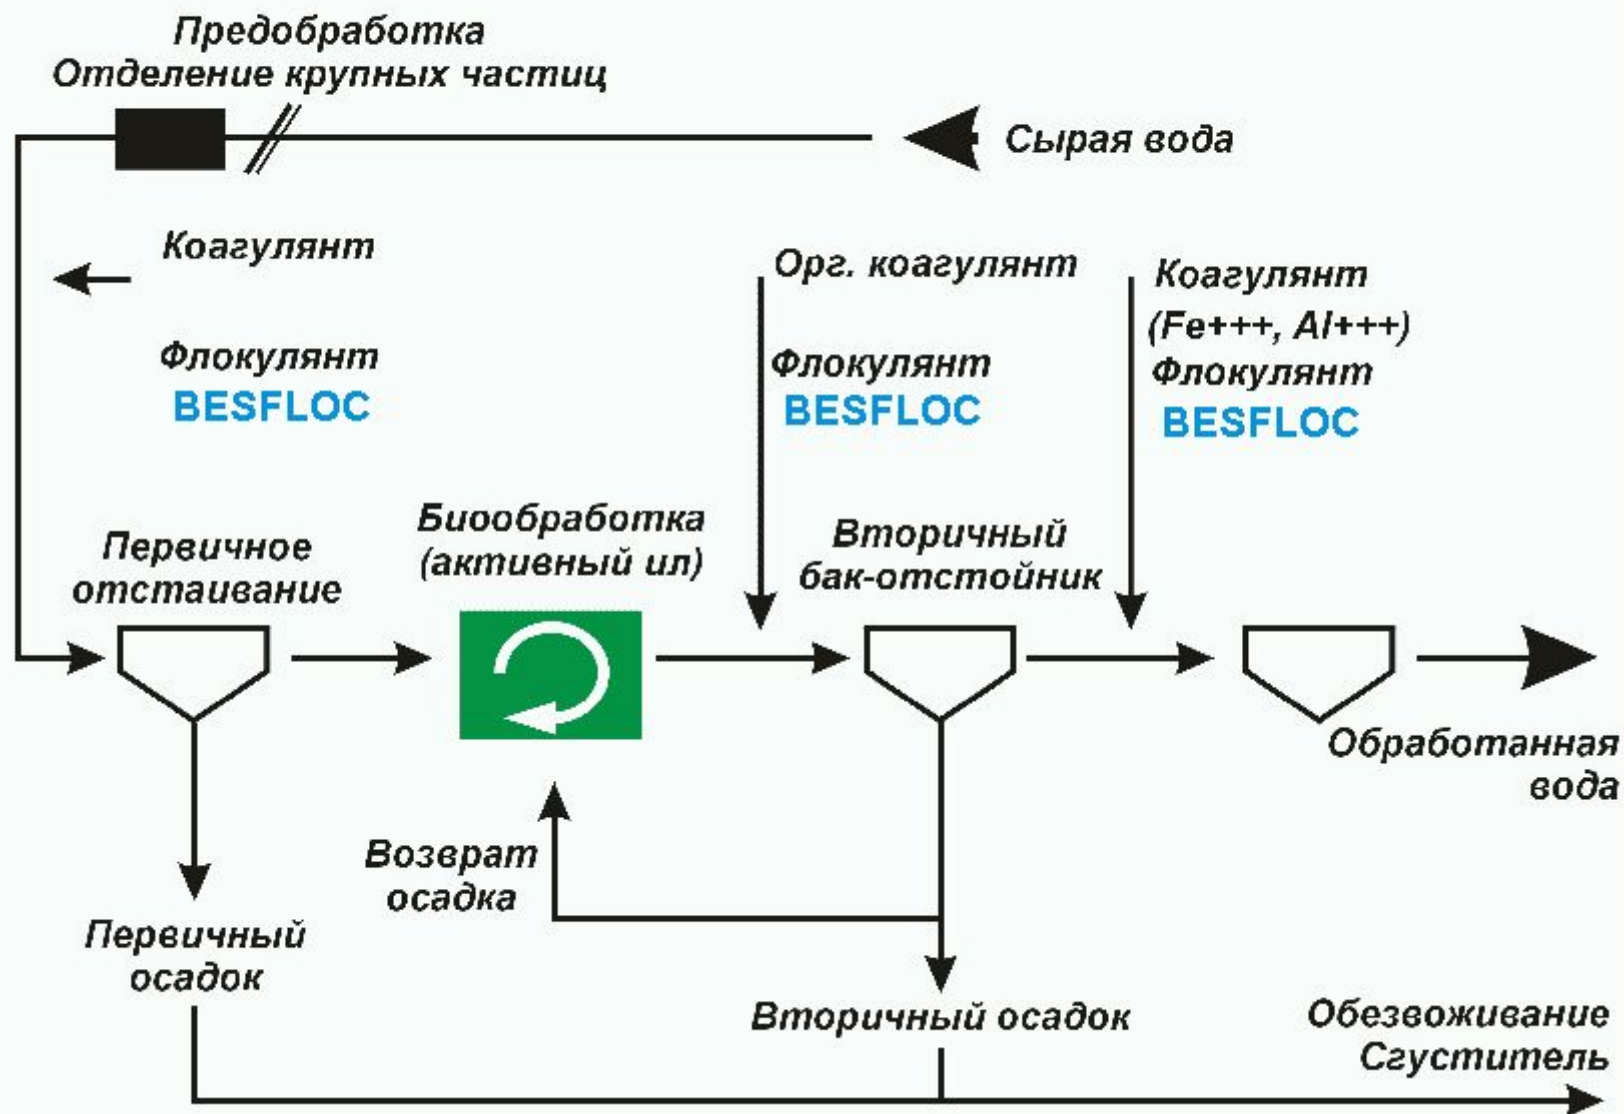 Предобработка
Отделение крупных частиц
Сырая вода
Коагулянт
Флокулянт
BESFLOC
Орг. коагулянт
Флокулянт
BESFLOC
Коагулянт
(Fe+++, Al+++)
Флокулянт
BESFLOC
Первичное
отстаивание
Биообработка
(активный ил)
Вторичный
бак-отстойник
Обработанная
вода
Возврат
осадка
Первичный
осадок
Вторичный осадок
Обезвоживание
Сгуститель